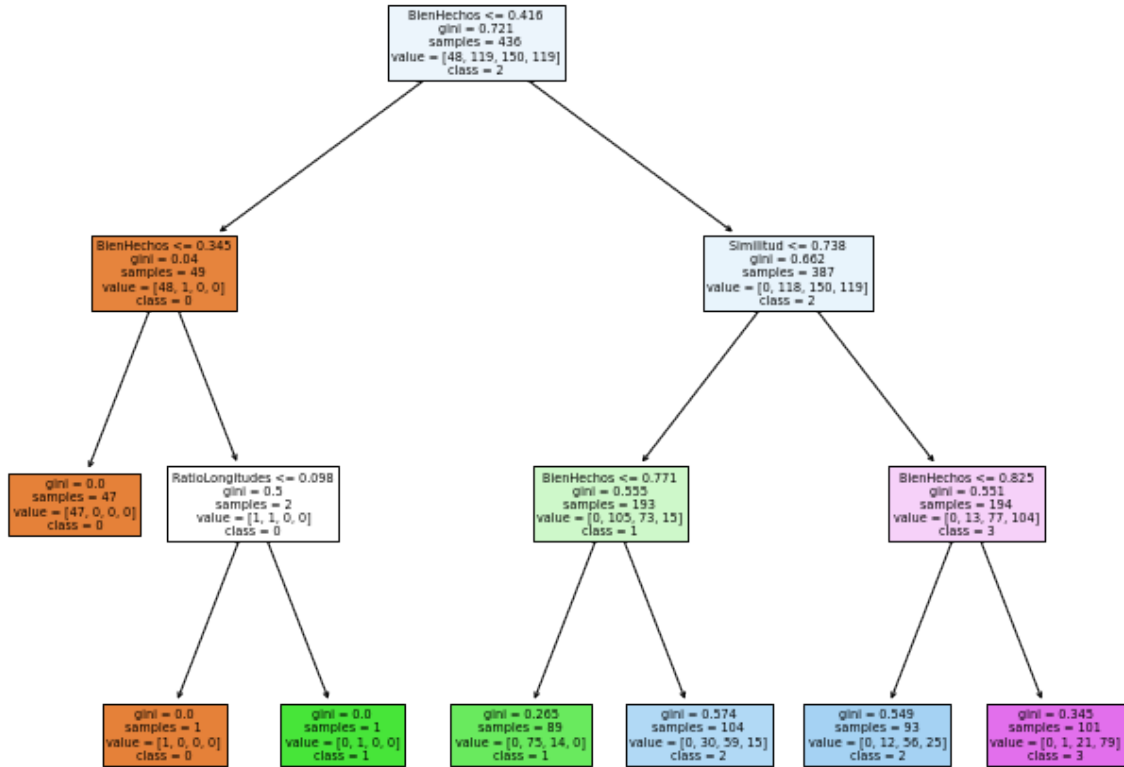 BienHechos <= 0.416
gini = 0.721
samples = 436
value = [48, 119, 150, 119]
class = 2
BienHechos <= 0.345
gini = 0.04
samples = 49
value = [48, 1, 0, 0]
class = 0
Similitud <= 0.738
gini = 0.662
samples = 387
value = [0, 118, 150, 119]
class = 2
gini = 0.0
samples = 47
value = [47, 0, 0, 0]
class = 0
RatioLongitudes <= 0.098
gini = 0.5
samples = 2
value = [1, 1, 0, 0]
class = 0
BienHechos <= 0.771
gini = 0.555
samples = 193
value = [0, 105, 73, 15]
class = 1
BienHechos <= 0.825
gini = 0.551
samples = 194
value = [0, 13, 77, 104]
class = 3
gini = 0.0
samples = 1
value = [1, 0, 0, 0]
class = 0
gini = 0.0
samples = 1
value = [0, 1, 0, 0]
class = 1
gini = 0.265
samples = 89
value = [0, 75, 14, 0]
class = 1
gini = 0.574
samples = 104
value = [0, 30, 59, 15]
class = 2
gini = 0.549
samples = 93
value = [0, 12, 56, 25]
class = 2
gini = 0.345
samples = 101
value = [0, 1, 21, 79]
class = 3